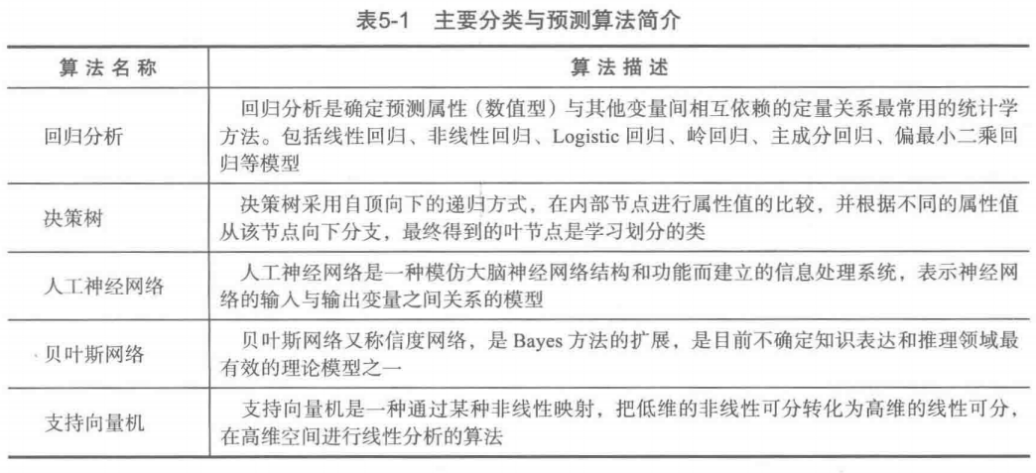 表5-1 主要分类与预测算法简介
算法名称 算法描述
回归分析
回归分析是确定预测属性（数值型）与其他变量间相互依赖的定量关系最常用的统计学
方法。包括线性回归、非线性回归、Logistic 回归、岭回归、主成分回归、偏最小二乘回
归等模型
决策树
决策树采用自顶向下的递归方式，在内部节点进行属性值的比较，并根据不同的属性值
从该节点向下分支，最终得到的叶节点是学习划分的类
人工神经网络
人工神经网络是一种模仿大脑神经网络结构和功能而建立的信息处理系统，表示神经网
络的输入与输出变量之间关系的模型
贝叶斯网络
贝叶斯网络又称信度网络，是 Bayes 方法的扩展，是目前不确定知识表达和推理领域最
有效的理论模型之一
支持向量机
支持向量机是一种通过某种非线性映射，把低维的非线性可分转化为高维的线性可分，
在高维空间进行线性分析的算法